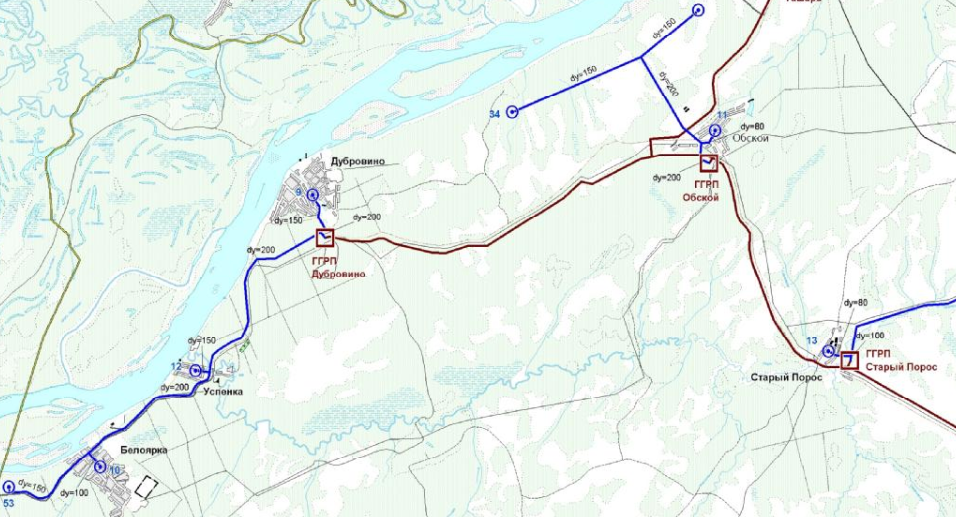 dy=150
dy=150
dy=200
34
11
dy=80
Обской
dy=200
ГГРП
Обской
Дубровино
9
dy=150
dy=200
dy=200
ГГРП
Дубровино
dy=80
13
dy=100
ГГРП
Старый Порос
Старый Порос
dy=150
12
dy=200
Успенка
Белоярка
10
dy=150
dy=100
53